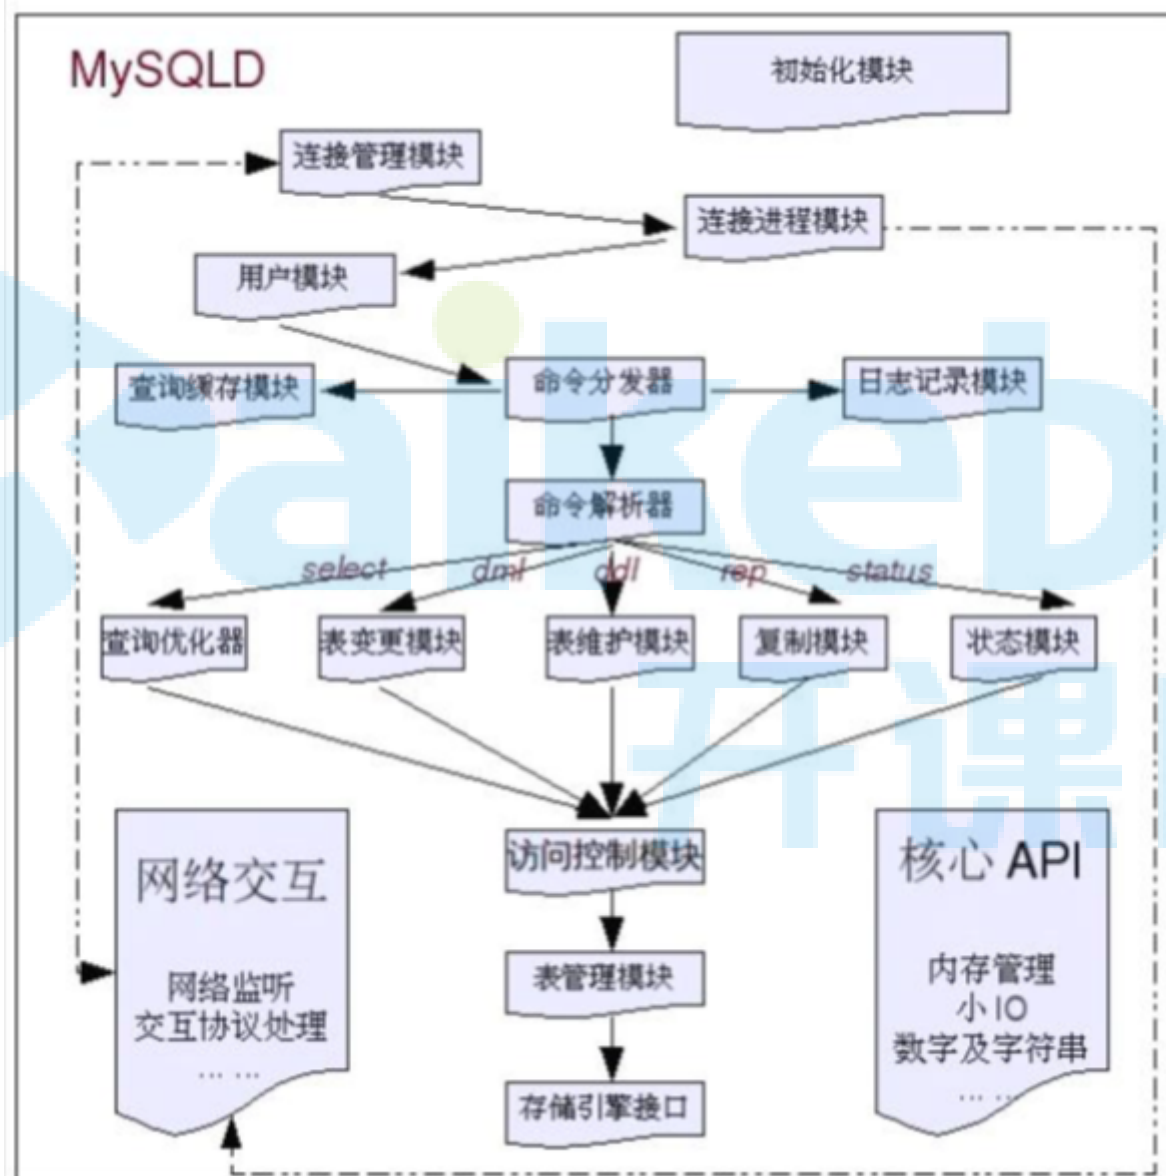 MySQLD
初始化模块
连接管理模块
连接进程模块
用户模块
查询缓存模块
命令分发器
日志记录模块
命令解析器
select
dml
ddl
rep
status
查询优化器
表变更模块
表维护模块
复制模块
状态模块
访问控制模块
表管理模块
存储引擎接口
网络交互
网络监听
交互协议处理
... ...
核心 API
内存管理
小 IO
数字及字符串
... ...
aikeb
开课